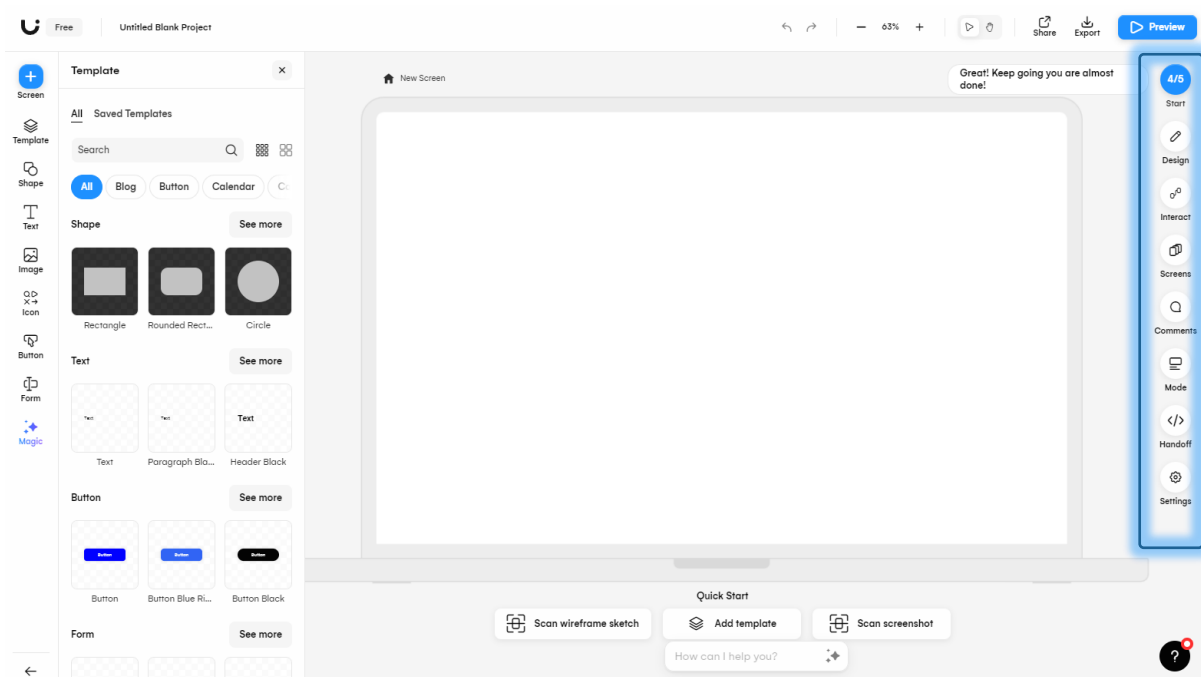 Free
Untitled Blank Project
63%
Share
Export
Preview
Screen
Template
Shape
Text
Image
Icon
Button
Form
Magic
Template
All Saved Templates
Search
All Blog Button Calendar
Shape See more
Rectangle Rounded Rect... Circle
Text See more
Text Text Text
Text Paragraph Bla... Header Black
Button See more
Button Button Button
Button Button Blue Ri... Button Black
Form See more
New Screen
Great! Keep going you are almost
done!
4/5
Start
Design
Interact
Screens
Comments
Mode
Handoff
Settings
Quick Start
Scan wireframe sketch
Add template
Scan screenshot
How can I help you?
?